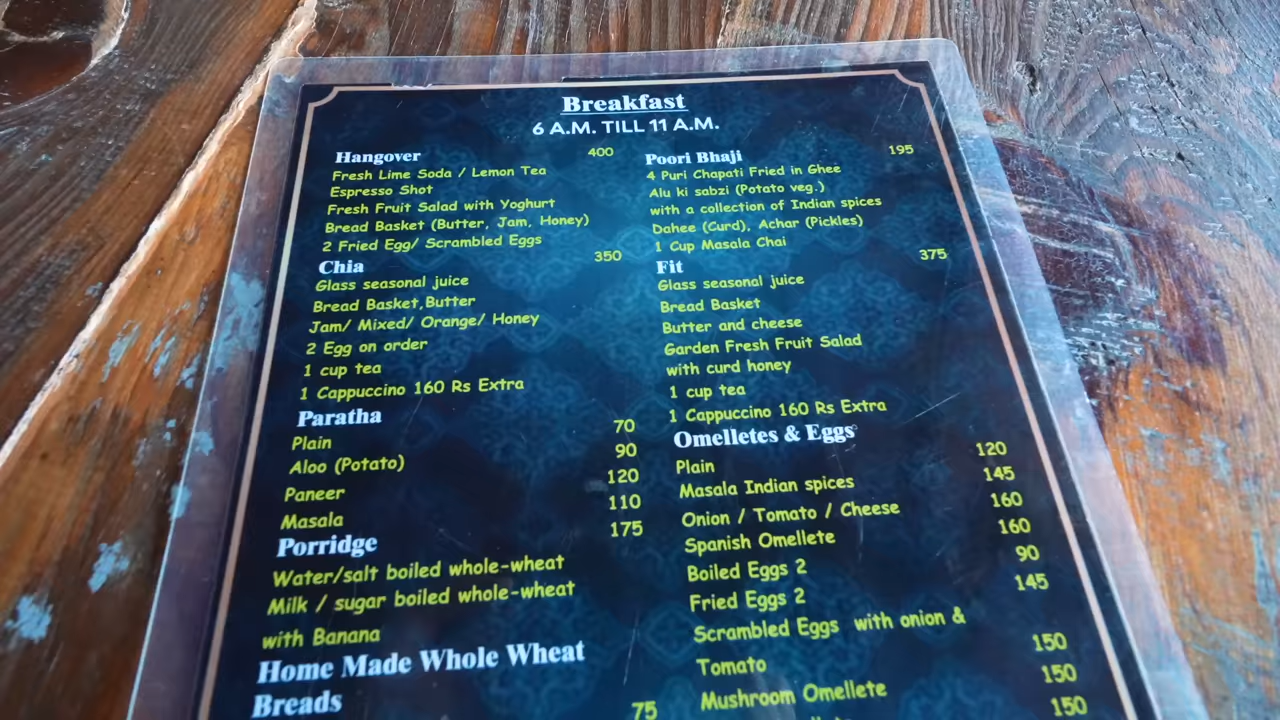 Breakfast
6 A.M. TILL 11 A.M.
Hangover 400
Fresh Lime Soda / Lemon Tea
Espresso Shot
Fresh Fruit Salad with Yoghurt
Bread Basket (Butter, Jam, Honey)
2 Fried Egg/ Scrambled Eggs
Chia 350
Glass seasonal juice
Bread Basket,Butter
Jam/ Mixed/ Orange/ Honey
2 Egg on order
1 cup tea
1 Cappuccino 160 Rs Extra
Paratha 70
Plain 90
Aloo (Potato) 120
Paneer 110
Masala 175
Porridge
Water/salt boiled whole-wheat
Milk / sugar boiled whole-wheat
with Banana
Home Made Whole Wheat
Breads 75
Poori Bhaji 195
4 Puri Chapati Fried in Ghee
Alu ki sabzi (Potato veg.)
with a collection of Indian spices
Dahee (Curd), Achar (Pickles)
1 Cup Masala Chai
Fit 375
Glass seasonal juice
Bread Basket
Butter and cheese
Garden Fresh Fruit Salad
with curd honey
1 cup tea
1 Cappuccino 160 Rs Extra
Omelletes & Eggs
Plain 120
Masala Indian spices 145
Onion / Tomato / Cheese 160
Spanish Omellete 160
Boiled Eggs 2 90
Fried Eggs 2 145
Scrambled Eggs with onion &
Tomato 150
Mushroom Omellete 150
150